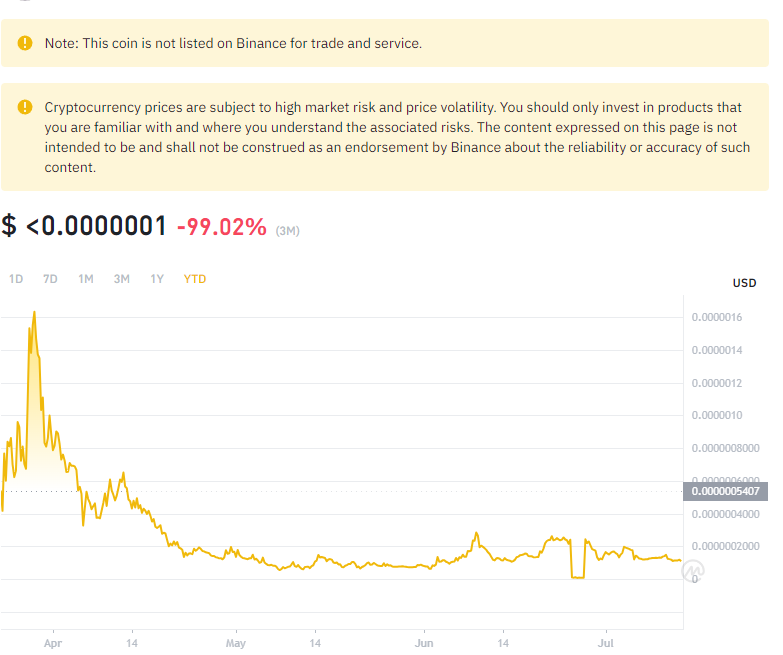 Note: This coin is not listed on Binance for trade and service.
Cryptocurrency prices are subject to high market risk and price volatility. You should only invest in products that
you are familiar with and where you understand the associated risks. The content expressed on this page is not
intended to be and shall not be construed as an endorsement by Binance about the reliability or accuracy of such
content.
$ <0.0000001 -99.02% (3M)
1D 7D 1M 3M 1Y YTD
USD
0.0000016
0.0000014
0.0000012
0.0000010
0.0000008000
0.0000006000
0.0000005407
0.0000004000
0.0000002000
0
Apr 14 May 14 Jun 14 Jul